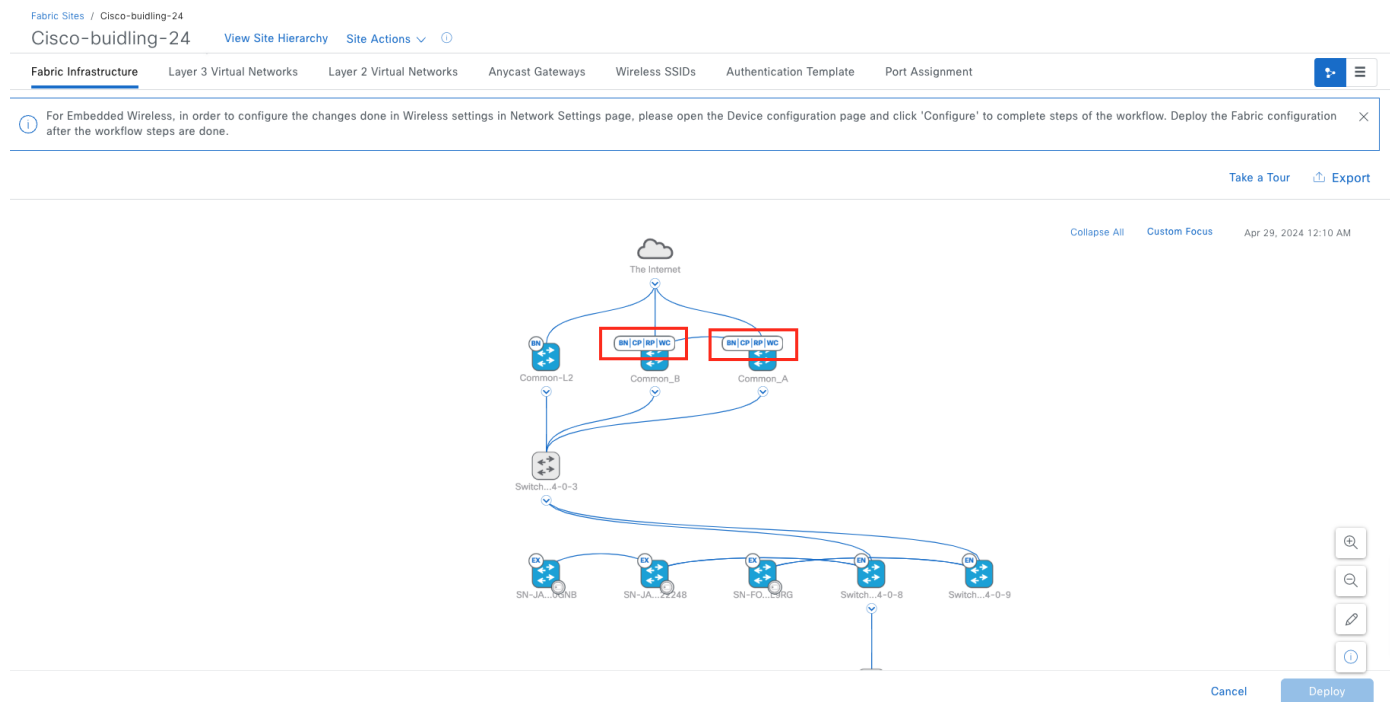 Fabric Sites / Cisco-buidling-24
Cisco-buidling-24 View Site Hierarchy Site Actions
Fabric Infrastructure Layer 3 Virtual Networks Layer 2 Virtual Networks Anycast Gateways Wireless SSIDs Authentication Template Port Assignment
For Embedded Wireless, in order to configure the changes done in Wireless settings in Network Settings page, please open the Device configuration page and click 'Configure' to complete steps of the workflow. Deploy the Fabric configuration
after the workflow steps are done.
Take a Tour Export
Collapse All Custom Focus Apr 29, 2024 12:10 AM
The Internet
BN BN|CP|RP|WC BN|CP|RP|WC
Common-L2 Common_B Common_A
Switch...4-0-3
EX EX EX EN EN
SN-JA...0GNB SN-JA...22248 SN-FO...L9RG Switch...4-0-8 Switch...4-0-9
Cancel Deploy